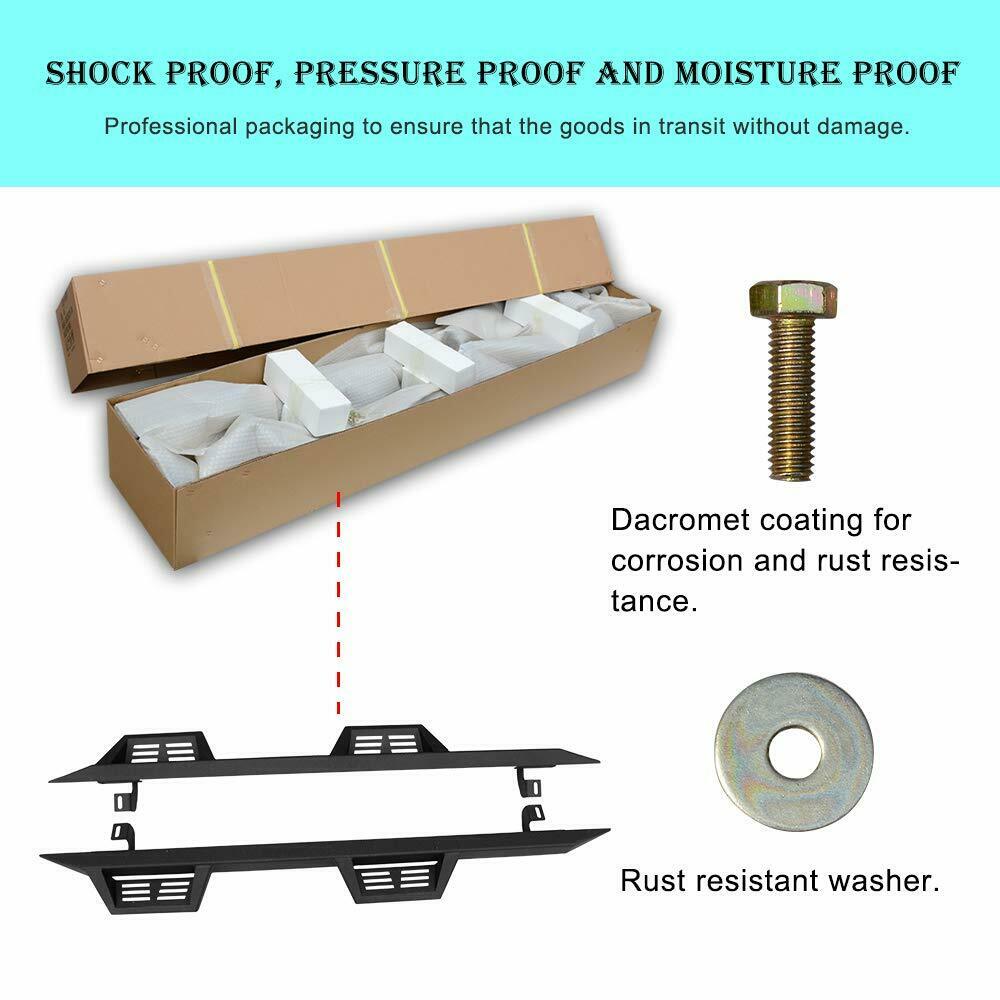 SHOCK PROOF, PRESSURE PROOF AND MOISTURE PROOF
Professional packaging to ensure that the goods in transit without damage.
Dacromet coating for
corrosion and rust resis-
tance.
Rust resistant washer.